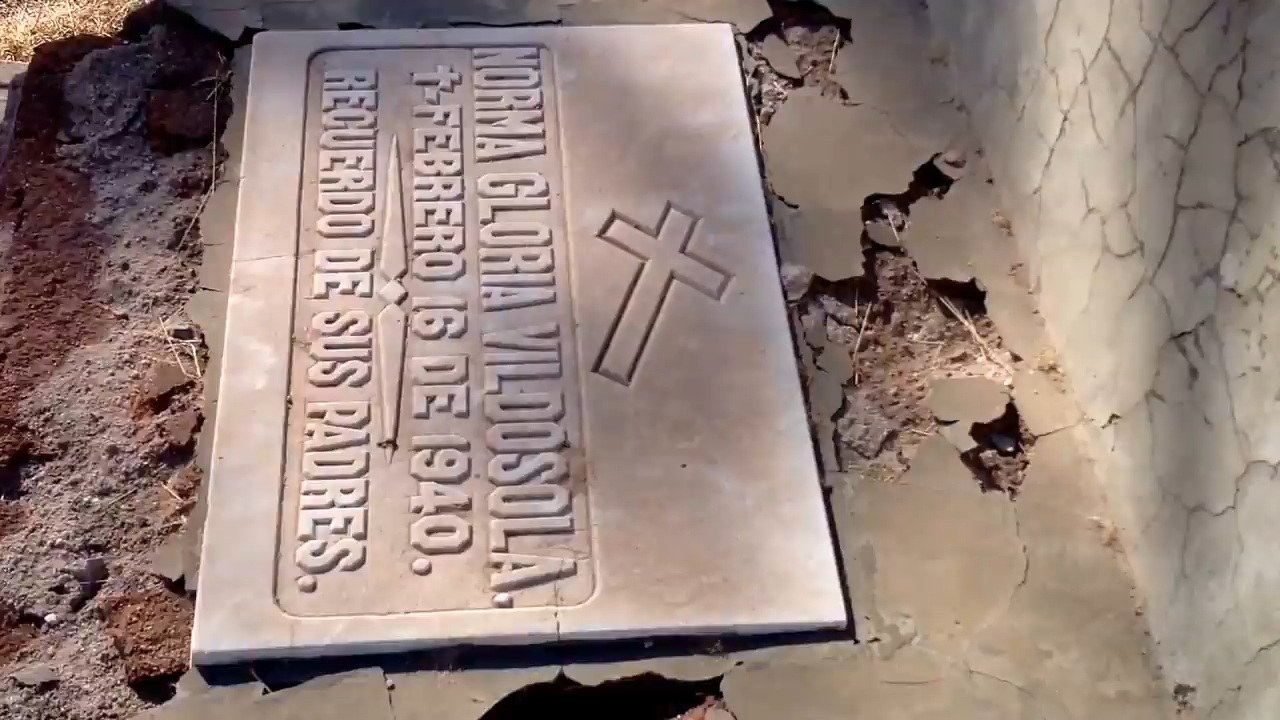 NORMA GLORIA VILDOSOLA.
✝-FEBRERO 16 DE 1940.
RECUERDO DE SUS PADRES.